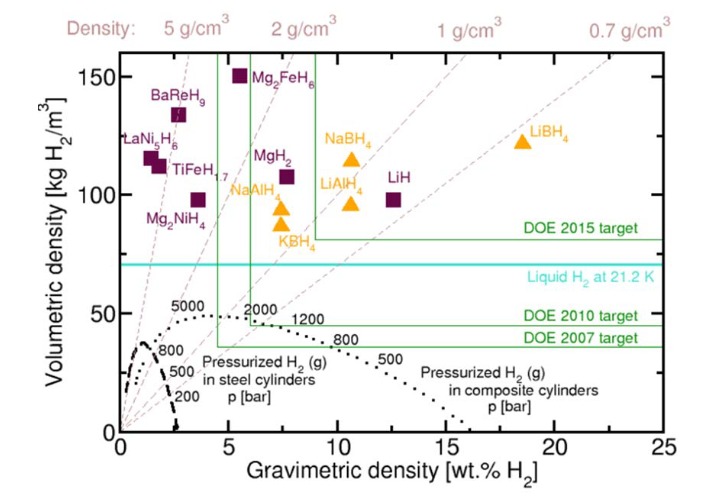 Density: 5 g/cm³ 2 g/cm³ 1 g/cm³ 0.7 g/cm³
150
100
50
0
Volumetric density [kg H₂/m³]
Mg₂FeH₆
BaReH₉
LaNi₅H₆
TiFeH₁.₇
Mg₂NiH₄
MgH₂
NaAlH₄
KBH₄
NaBH₄
LiAlH₄
LiH
LiBH₄
DOE 2015 target
Liquid H₂ at 21.2 K
DOE 2010 target
DOE 2007 target
5000
2000
1200
800
500
800
500
200
Pressurized H₂ (g)
in steel cylinders
p [bar]
Pressurized H₂ (g)
in composite cylinders
p [bar]
0 5 10 15 20 25
Gravimetric density [wt.% H₂]